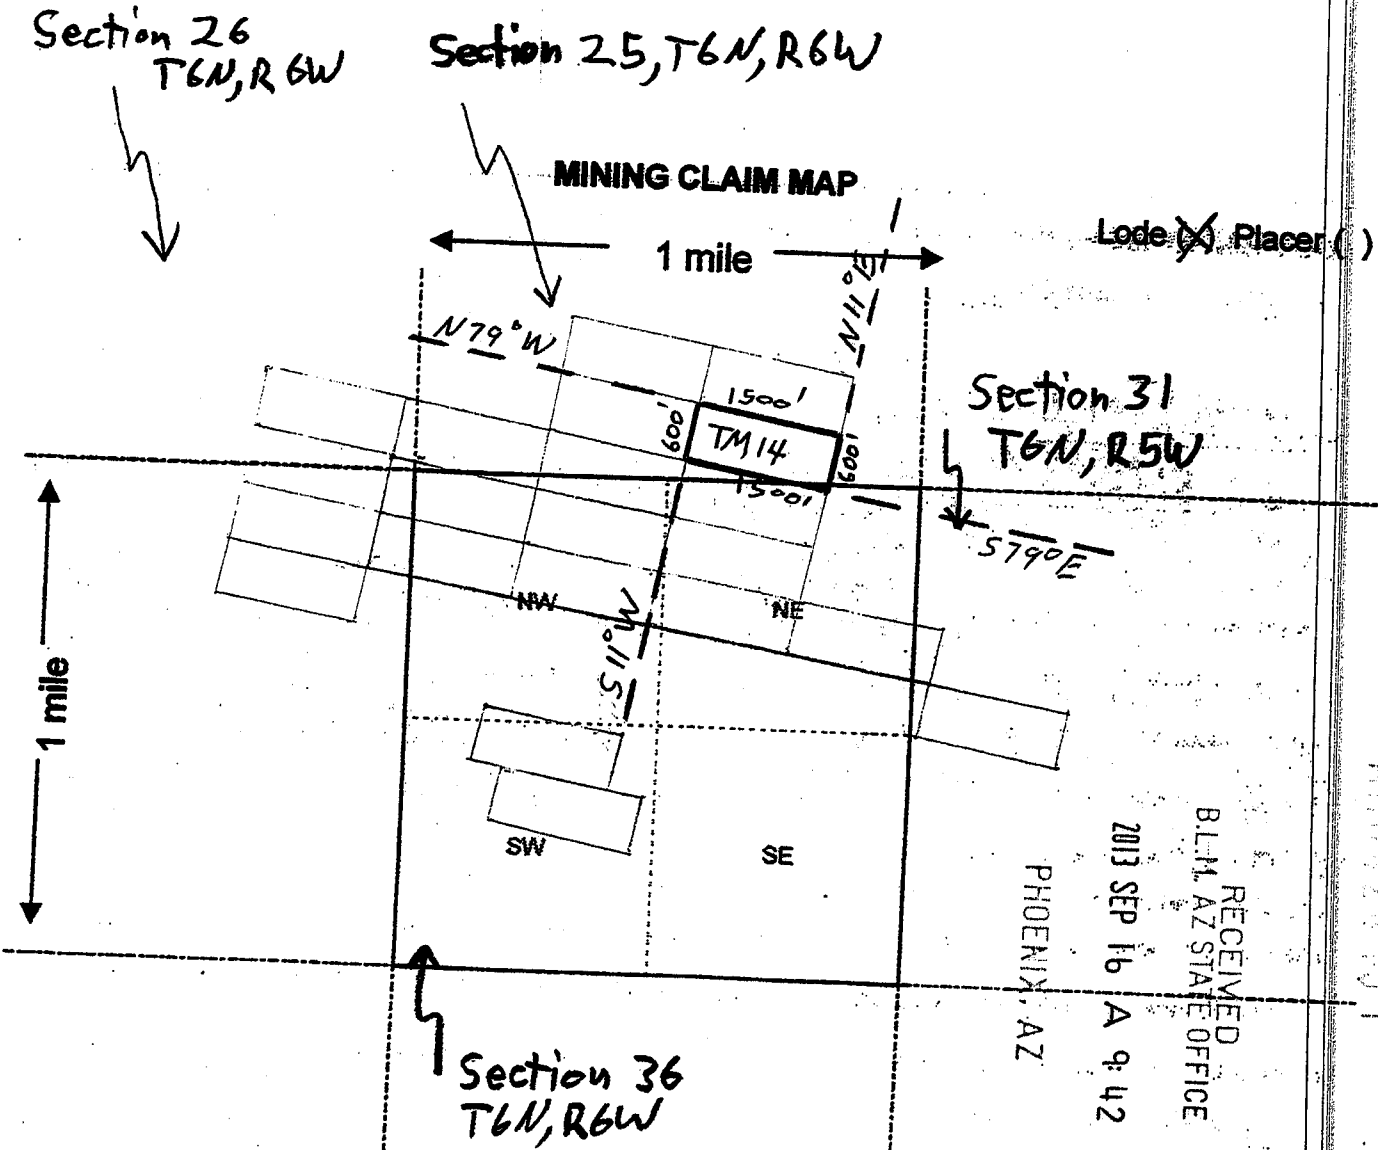 Section 26
T6N, R6W
Section 25, T6N, R6W
MINING CLAIM MAP
Lode (X) Placer ( )
1 mile
N79°W
N11°E
1500'
600'
TM14
600'
1500'
Section 31
T6N, R5W
S79°E
NW
NE
S11°W
1 mile
SW
SE
RECEIVED
B.L.M. AZ STATE OFFICE
2013 SEP 16 A 9:42
PHOENIX, AZ
Section 36
T6N, R6W